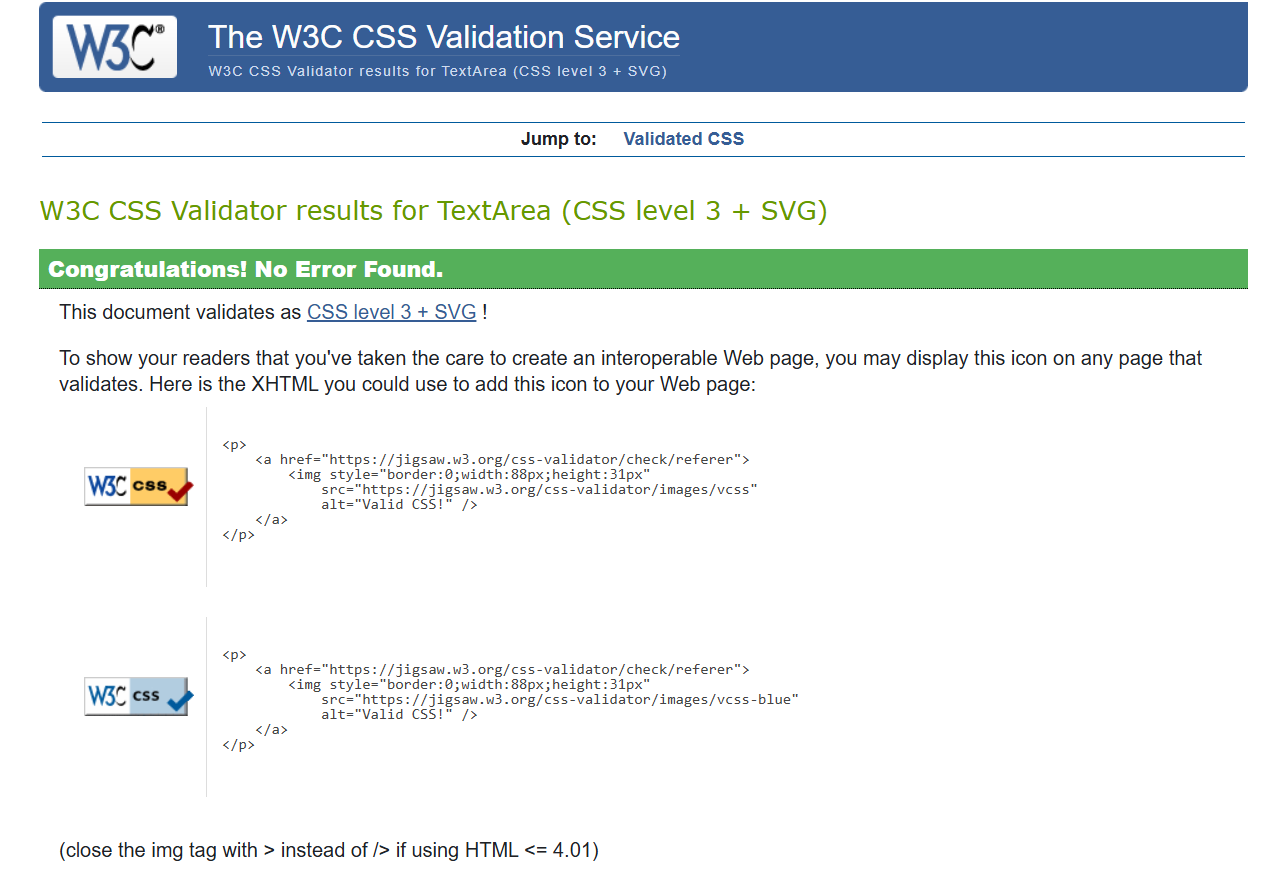 W3C®
The W3C CSS Validation Service
W3C CSS Validator results for TextArea (CSS level 3 + SVG)
Jump to: Validated CSS
W3C CSS Validator results for TextArea (CSS level 3 + SVG)
Congratulations! No Error Found.
This document validates as CSS level 3 + SVG !
To show your readers that you've taken the care to create an interoperable Web page, you may display this icon on any page that
validates. Here is the XHTML you could use to add this icon to your Web page:
W3C css
<p>
    <a href="https://jigsaw.w3.org/css-validator/check/referer">
        <img style="border:0;width:88px;height:31px"
            src="https://jigsaw.w3.org/css-validator/images/vcss"
            alt="Valid CSS!" />
    </a>
</p>
W3C css
<p>
    <a href="https://jigsaw.w3.org/css-validator/check/referer">
        <img style="border:0;width:88px;height:31px"
            src="https://jigsaw.w3.org/css-validator/images/vcss-blue"
            alt="Valid CSS!" />
    </a>
</p>
(close the img tag with > instead of /> if using HTML <= 4.01)